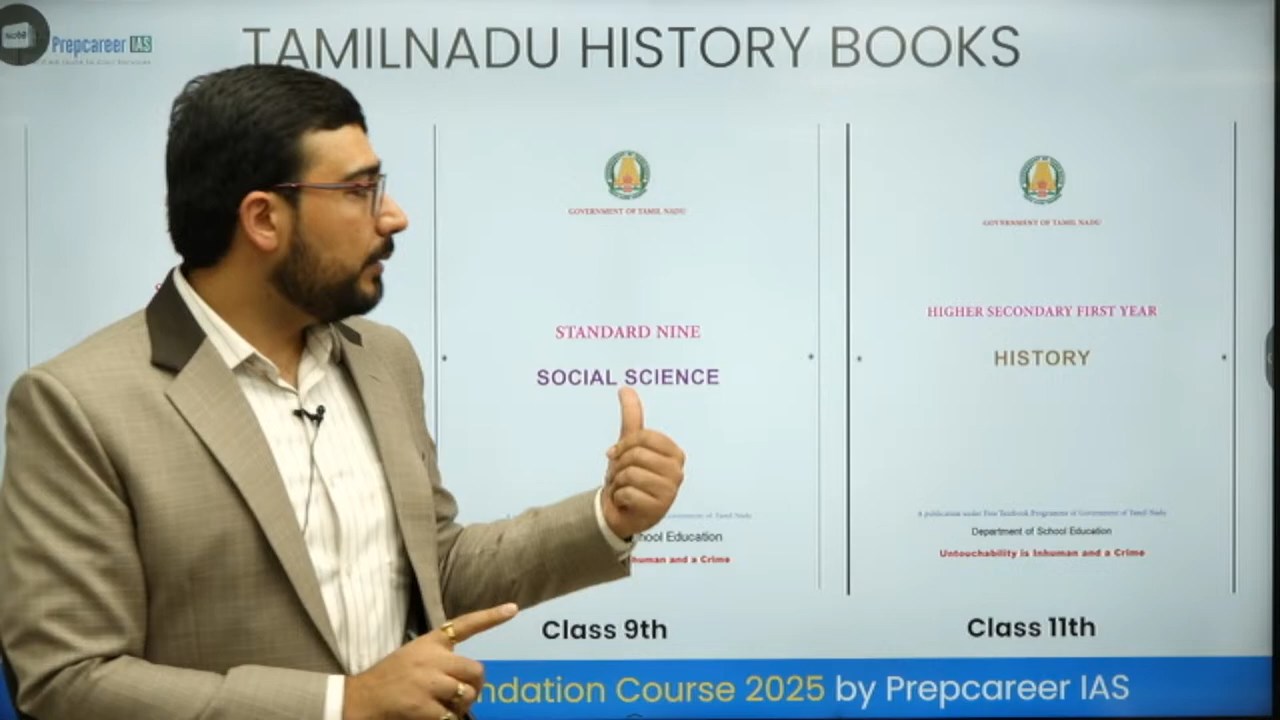 Prepcareer IAS
TAMILNADU HISTORY BOOKS
GOVERNMENT OF TAMIL NADU
STANDARD NINE
SOCIAL SCIENCE
hool Education
human and a Crime
Class 9th
GOVERNMENT OF TAMIL NADU
HIGHER SECONDARY FIRST YEAR
HISTORY
A publication under Free Textbook Programme of Government of Tamil Nadu
Department of School Education
Untouchability is Inhuman and a Crime
Class 11th
ndation Course 2025 by Prepcareer IAS